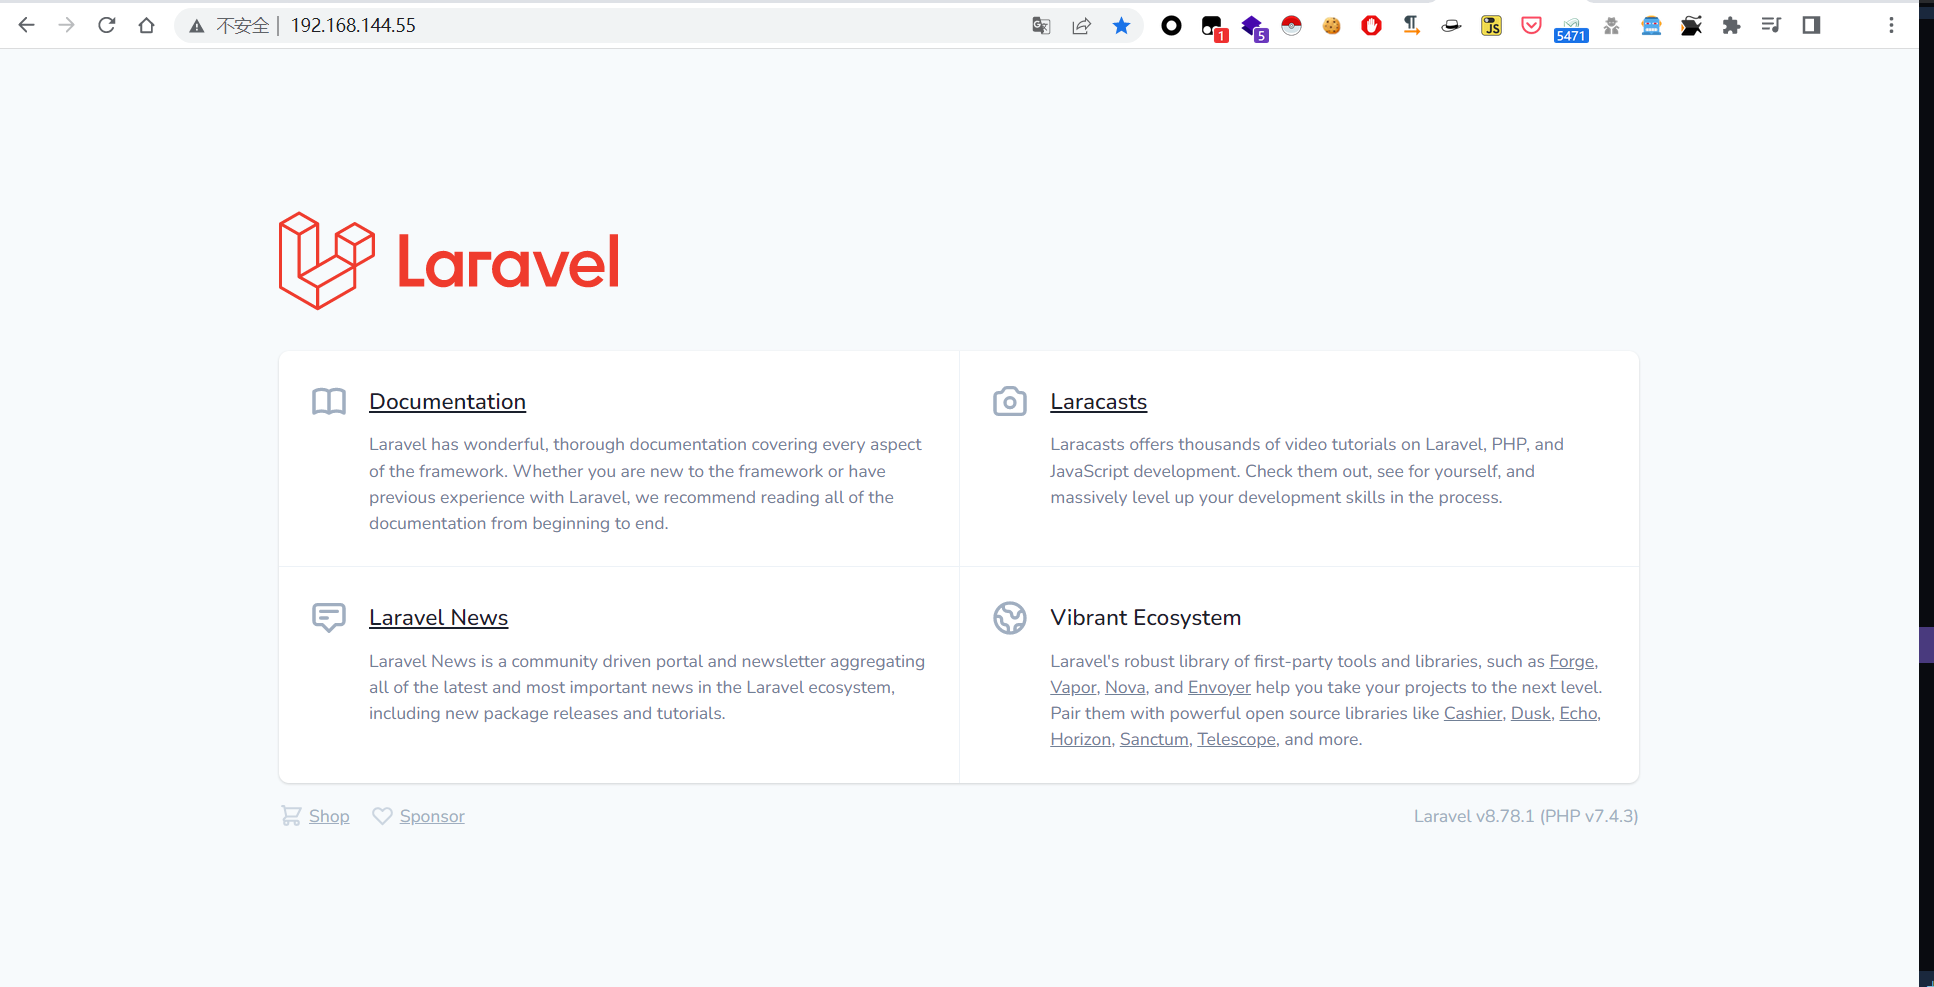 不安全 | 192.168.144.55
1
5
JS
5471
Laravel
Documentation
Laravel has wonderful, thorough documentation covering every aspect
of the framework. Whether you are new to the framework or have
previous experience with Laravel, we recommend reading all of the
documentation from beginning to end.
Laracasts
Laracasts offers thousands of video tutorials on Laravel, PHP, and
JavaScript development. Check them out, see for yourself, and
massively level up your development skills in the process.
Laravel News
Laravel News is a community driven portal and newsletter aggregating
all of the latest and most important news in the Laravel ecosystem,
including new package releases and tutorials.
Vibrant Ecosystem
Laravel's robust library of first-party tools and libraries, such as Forge,
Vapor, Nova, and Envoyer help you take your projects to the next level.
Pair them with powerful open source libraries like Cashier, Dusk, Echo,
Horizon, Sanctum, Telescope, and more.
Shop
Sponsor
Laravel v8.78.1 (PHP v7.4.3)